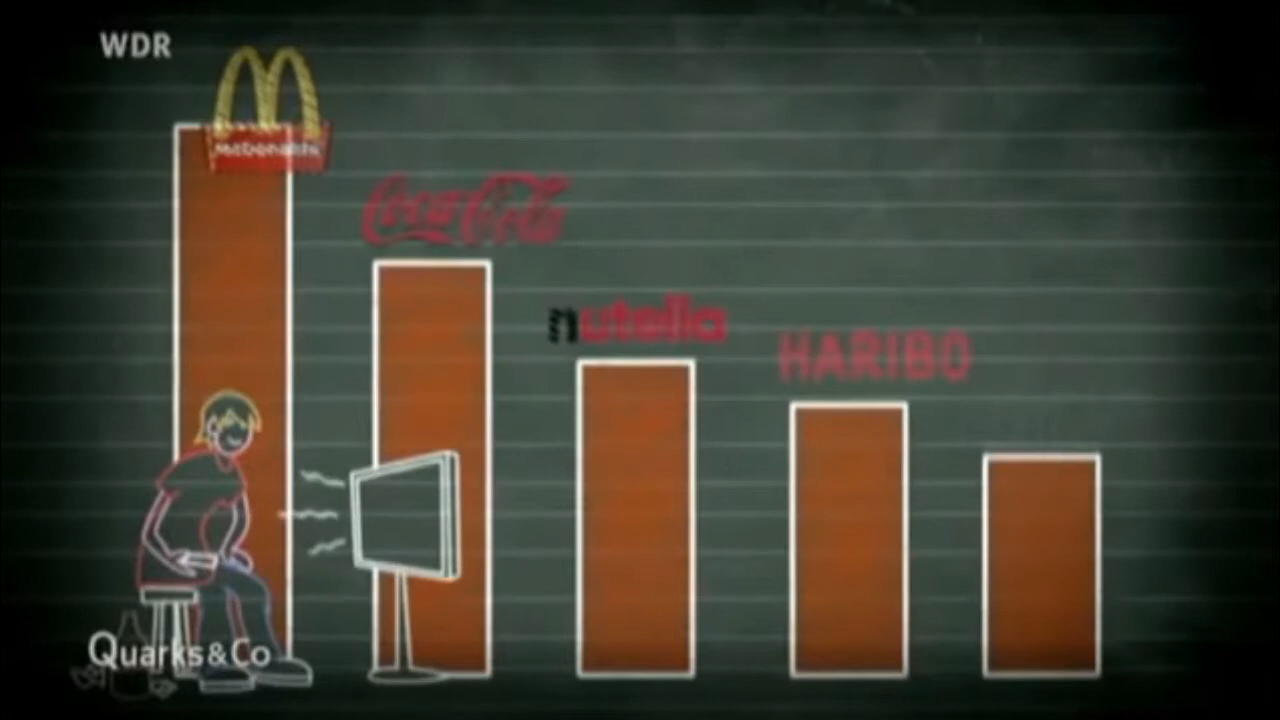 WDR
McDonald's
Coca-Cola
nutella
HARIBO
Quarks&Co